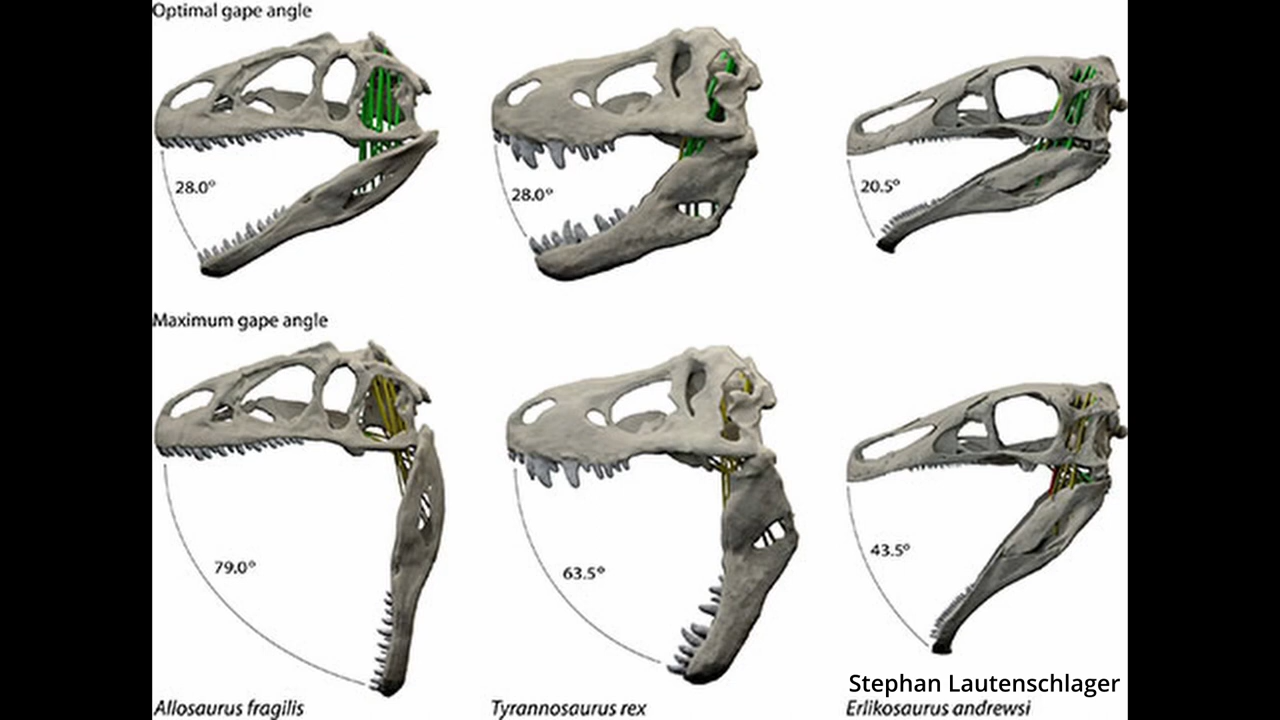 Optimal gape angle
28.0°
28.0°
20.5°
Maximum gape angle
79.0°
63.5°
43.5°
Stephan Lautenschlager
Allosaurus fragilis
Tyrannosaurus rex
Erlikosaurus andrewsi